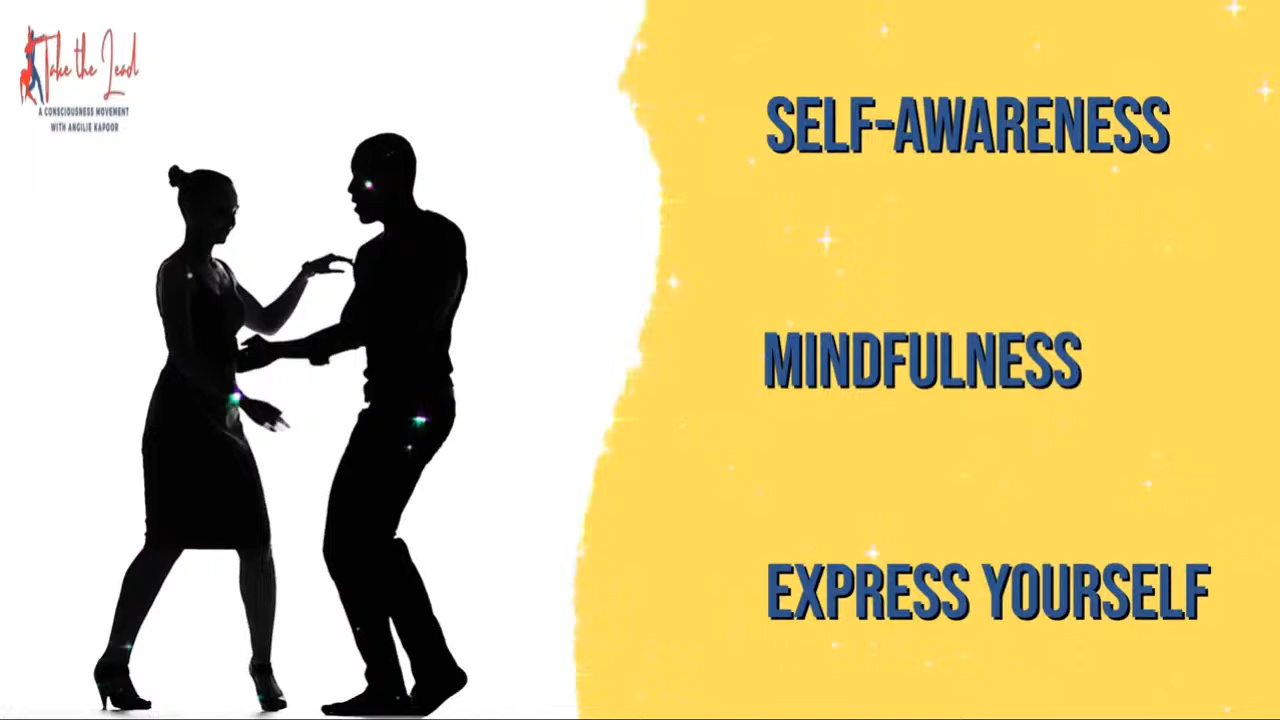 Take the Lead
A CONSCIOUSNESS MOVEMENT
WITH ANGILIE KAPOOR
SELF-AWARENESS
MINDFULNESS
EXPRESS YOURSELF